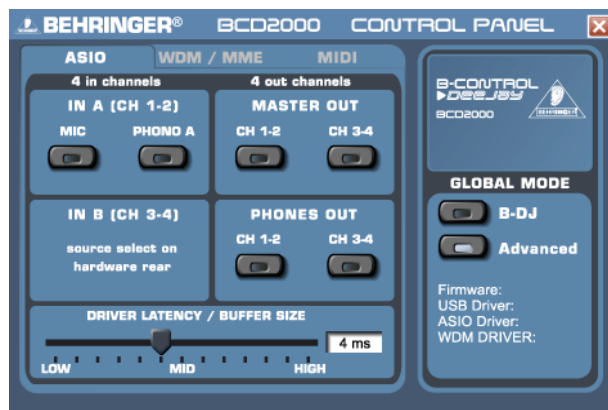 BEHRINGER® BCD2000 CONTROL PANEL
ASIO WDM / MME MIDI
4 in channels
IN A (CH 1-2)
MIC PHONO A
4 out channels
MASTER OUT
CH 1-2 CH 3-4
IN B (CH 3-4)
source select on
hardware rear
PHONES OUT
CH 1-2 CH 3-4
DRIVER LATENCY / BUFFER SIZE
4 ms
LOW MID HIGH
B-CONTROL
DEEJAY
BCD2000
BEHRINGER
GLOBAL MODE
B-DJ
Advanced
Firmware:
USB Driver:
ASIO Driver:
WDM DRIVER: